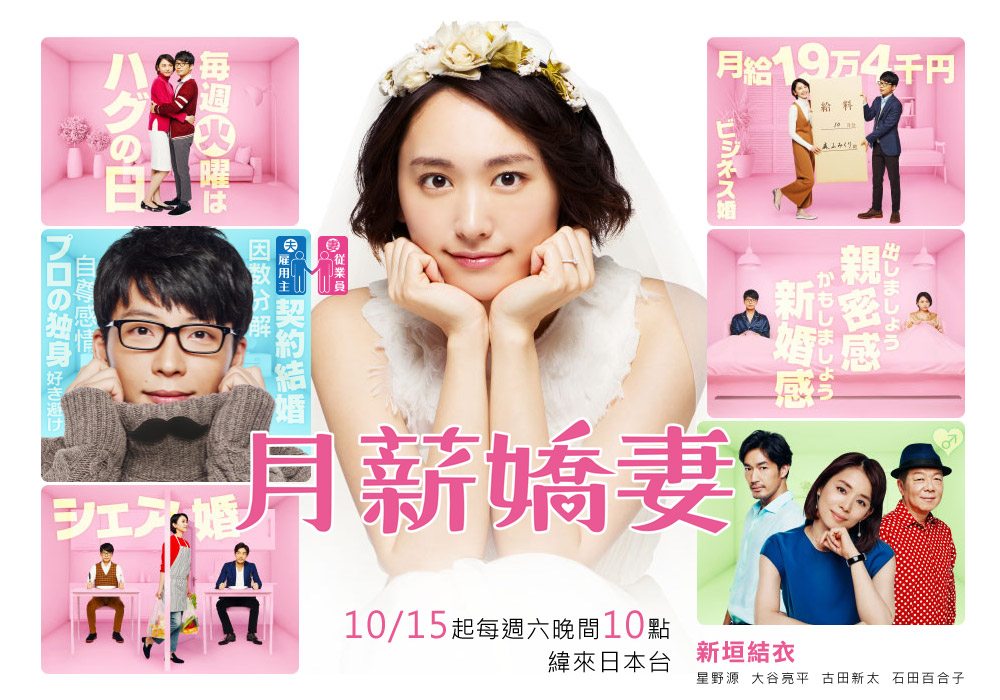 毎週火曜は
ハグの日
月給19万4千円
ビジネス婚
給料
10月分
森山みくり殿
因数分解
契約結婚
自尊感情
プロの独身
好き避け
夫
雇用主
妻
従業員
出しましょう
親密感
かもしましょう
新婚感
シェア婚
月薪嬌妻
10/15起每週六晚間10點
緯來日本台
新垣結衣
星野源 大谷亮平 古田新太 石田百合子